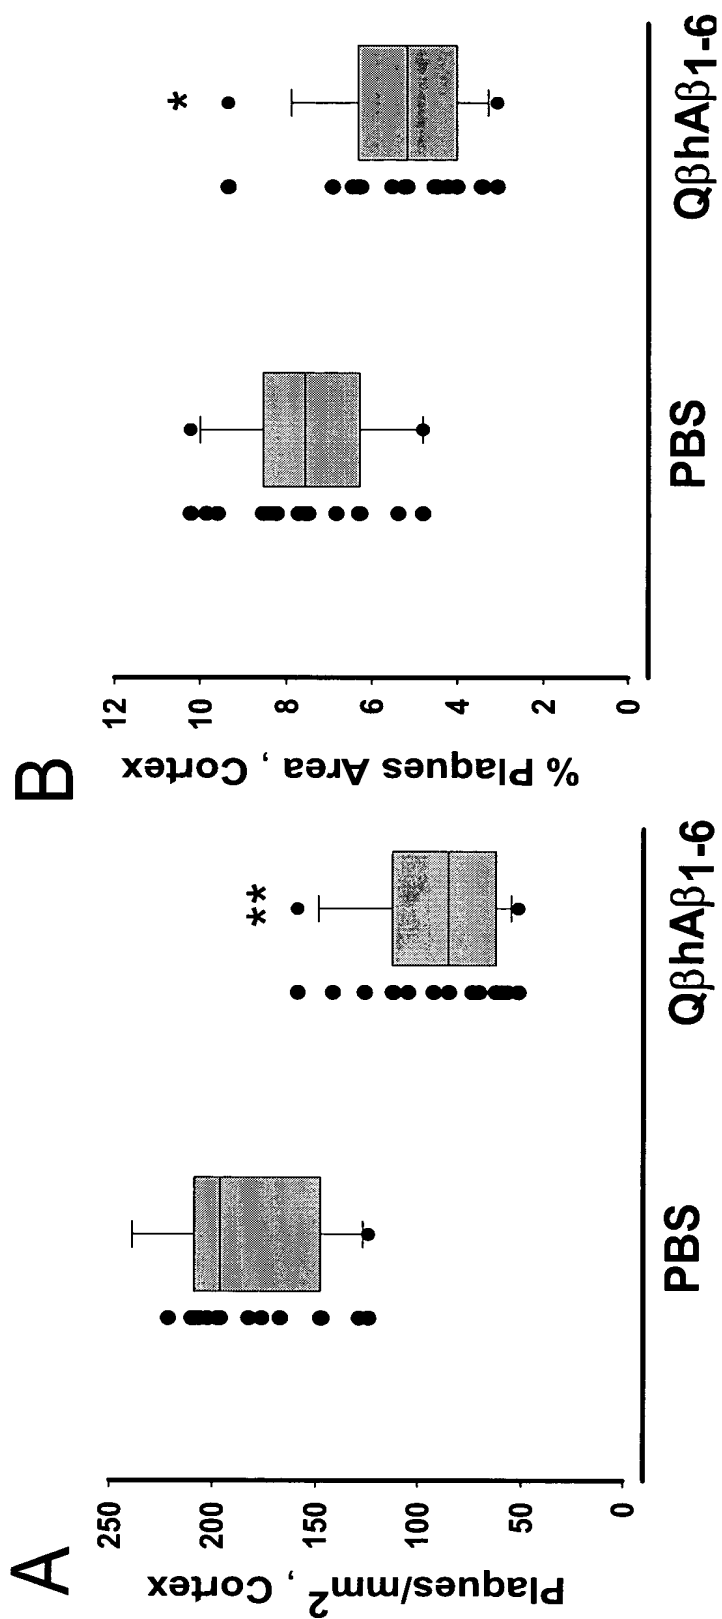 A
Plaques/mm², Cortex
250
200
150
100
50
0
**
PBS
QβhAβ1-6
B
% Plaques Area , Cortex
12
10
8
6
4
2
0
*
PBS
QβhAβ1-6